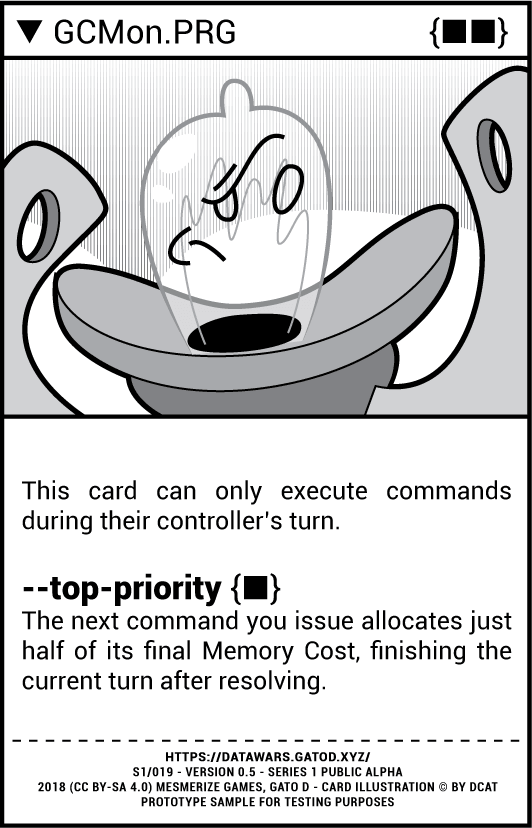 ▼ GCMon.PRG {■■}
This card can only execute commands
during their controller's turn.
--top-priority {■}
The next command you issue allocates just
half of its final Memory Cost, finishing the
current turn after resolving.
HTTPS://DATAWARS.GATOD.XYZ/
S1/019 - VERSION 0.5 - SERIES 1 PUBLIC ALPHA
2018 (CC BY-SA 4.0) MESMERIZE GAMES, GATO D - CARD ILLUSTRATION © BY DCAT
PROTOTYPE SAMPLE FOR TESTING PURPOSES